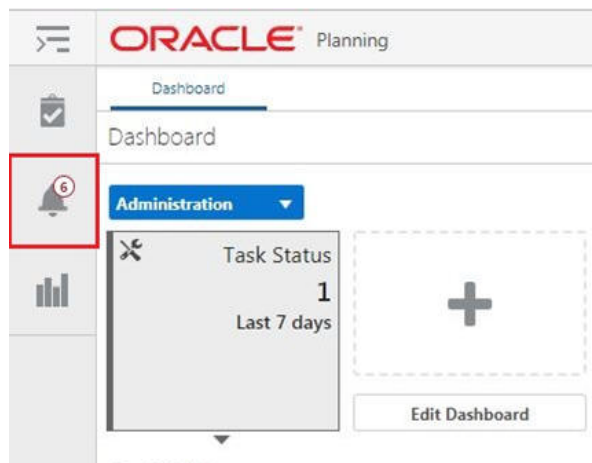 ORACLE Planning
Dashboard
Dashboard
6
Administration
Task Status
1
Last 7 days
Edit Dashboard